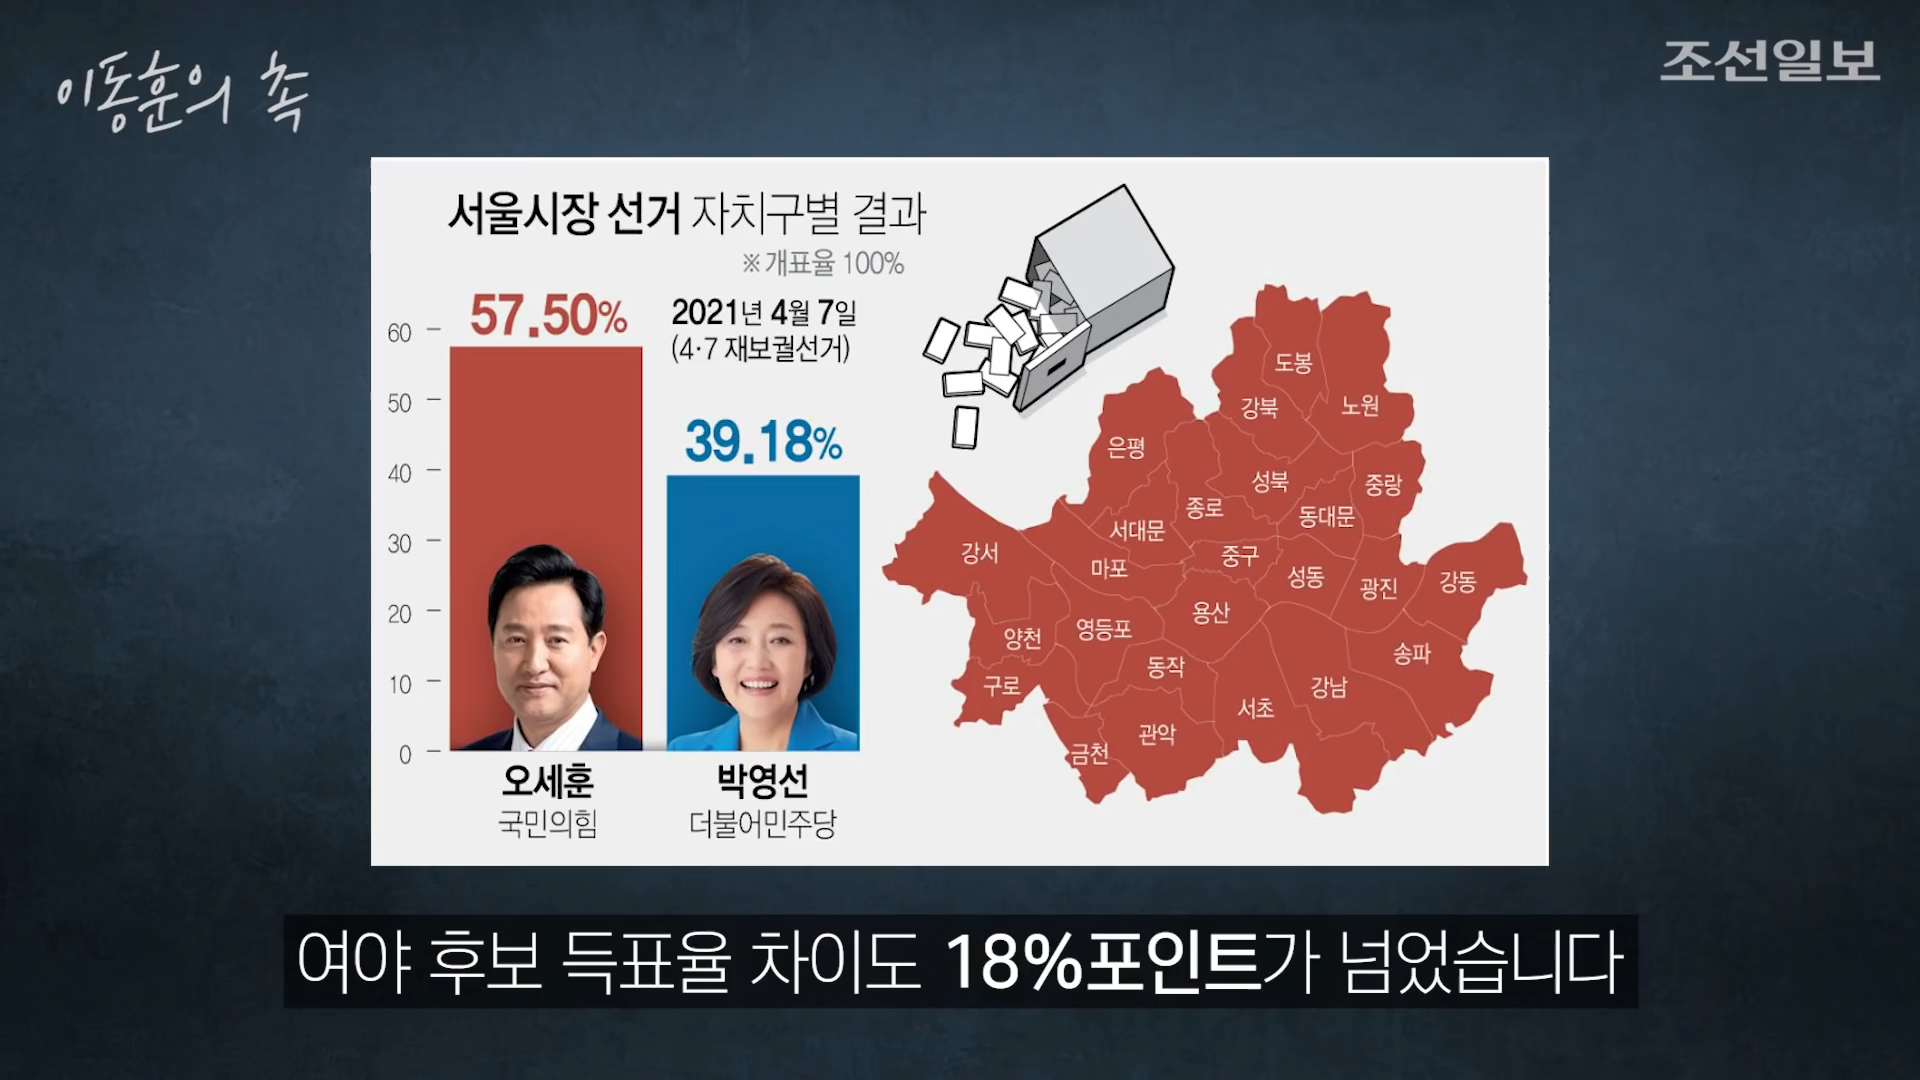 이동훈의 촉
조선일보
서울시장 선거 자치구별 결과
※개표율 100%
57.50%
2021년 4월 7일
(4·7 재보궐선거)
39.18%
60
50
40
30
20
10
0
오세훈
국민의힘
박영선
더불어민주당
도봉
강북
노원
은평
성북
중랑
종로
동대문
서대문
강서
마포
중구
성동
광진
강동
용산
양천
영등포
동작
송파
구로
강남
서초
관악
금천
여야 후보 득표율 차이도 18%포인트가 넘었습니다